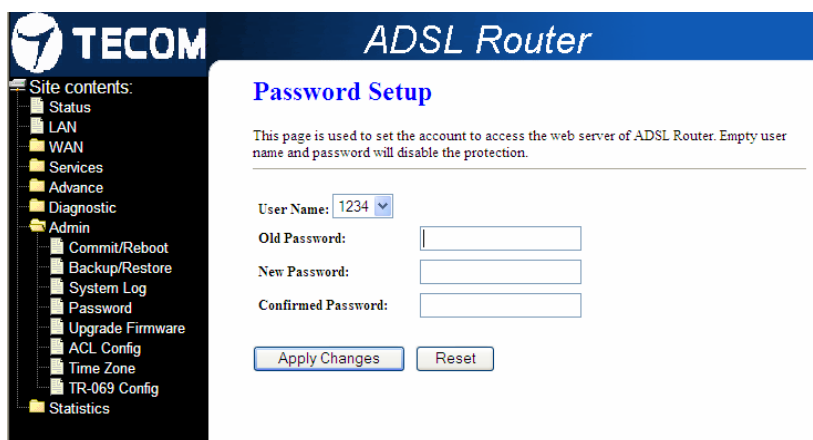 TECOM
ADSL Router
Site contents:
Status
LAN
WAN
Services
Advance
Diagnostic
Admin
Commit/Reboot
Backup/Restore
System Log
Password
Upgrade Firmware
ACL Config
Time Zone
TR-069 Config
Statistics
Password Setup
This page is used to set the account to access the web server of ADSL Router. Empty user
name and password will disable the protection.
User Name: 1234
Old Password:
New Password:
Confirmed Password:
Apply Changes Reset